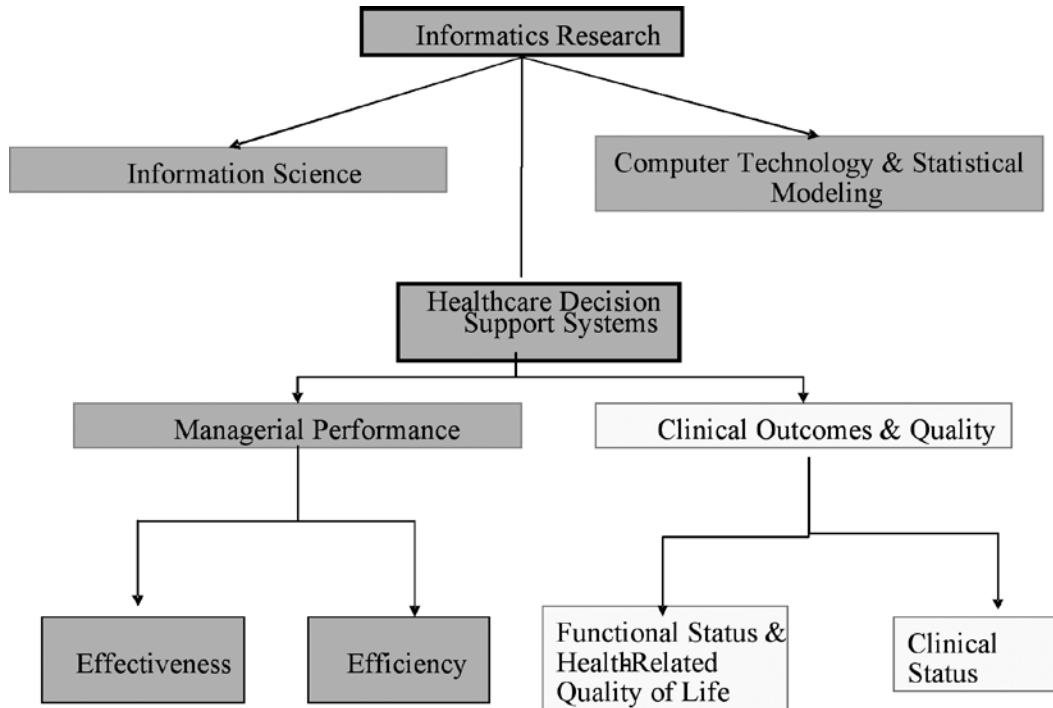 Informatics Research
Information Science
Computer Technology & Statistical
Modeling
Healthcare Decision
Support Systems
Managerial Performance
Clinical Outcomes & Quality
Effectiveness
Efficiency
Functional Status &
Health-Related
Quality of Life
Clinical
Status